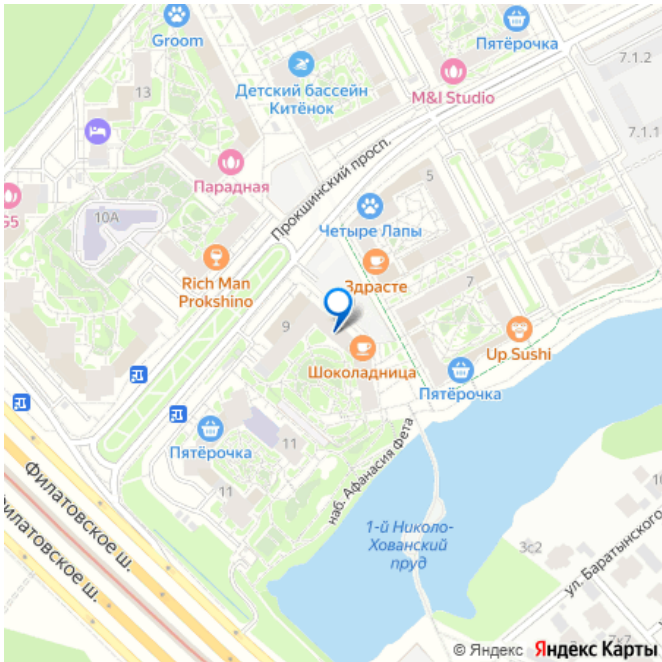 Groom
Пятёрочка
7.1.2
Детский бассейн
Китёнок
13
M&I Studio
7.1.1
Прокшинский просп.
Парадная
5
G5
10А
Четыре Лапы
Rich Man
Prokshino
Здрасте
7
9
Up Sushi
Шоколадница
Пятёрочка
Пятёрочка
11
11
наб. Афанасия Фета
Филатовское ш.
Филатовское ш.
1-й Николо-
Хованский
пруд
3с2
ул. Баратынского
7к7
© Яндекс Яндекс Карты